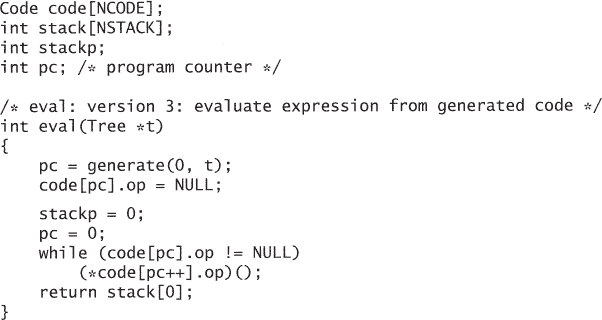 Code code[NCODE];
int stack[NSTACK];
int stackp;
int pc; /* program counter */
/* eval: version 3: evaluate expression from generated code */
int eval(Tree *t)
{
    pc = generate(0, t);
    code[pc].op = NULL;
    stackp = 0;
    pc = 0;
    while (code[pc].op != NULL)
        (*code[pc++].op)();
    return stack[0];
}